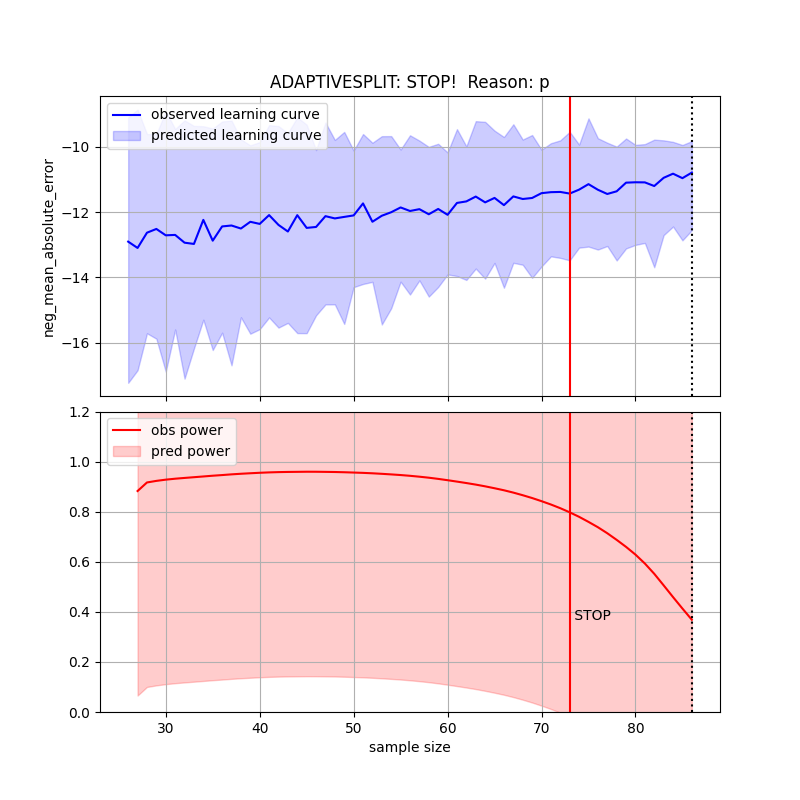 ADAPTIVESPLIT: STOP!  Reason: p
observed learning curve
predicted learning curve
neg_mean_absolute_error
−10
−12
−14
−16
obs power
pred power
1.2
1.0
0.8
0.6
0.4
0.2
0.0
STOP
30 40 50 60 70 80
sample size